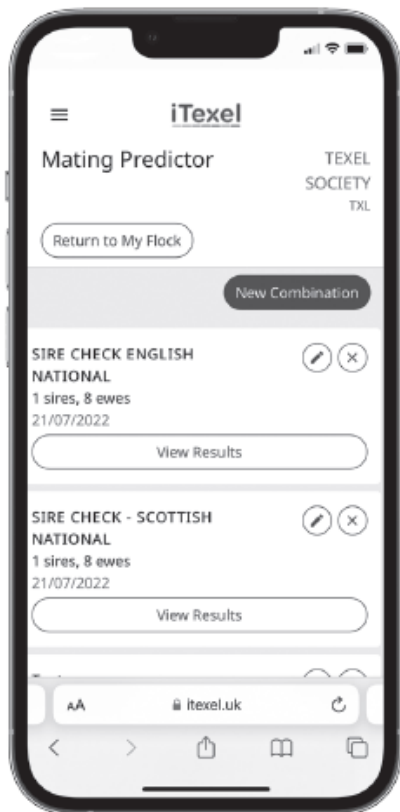 iTexel
Mating Predictor
TEXEL
SOCIETY
TXL
Return to My Flock
New Combination
SIRE CHECK ENGLISH
NATIONAL
1 sires, 8 ewes
21/07/2022
View Results
SIRE CHECK - SCOTTISH
NATIONAL
1 sires, 8 ewes
21/07/2022
View Results
AA itexel.uk